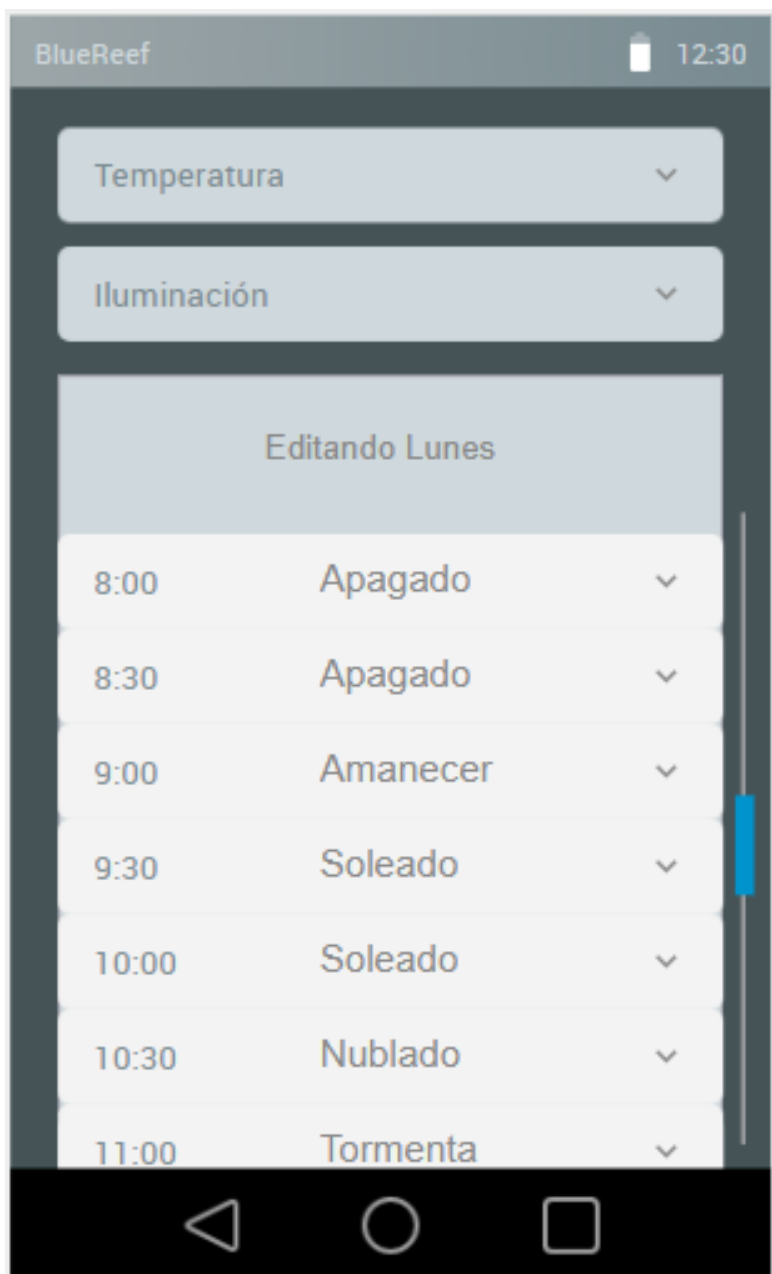 BlueReef 12:30
Temperatura
Iluminación
Editando Lunes
8:00 Apagado
8:30 Apagado
9:00 Amanecer
9:30 Soleado
10:00 Soleado
10:30 Nublado
11:00 Tormenta